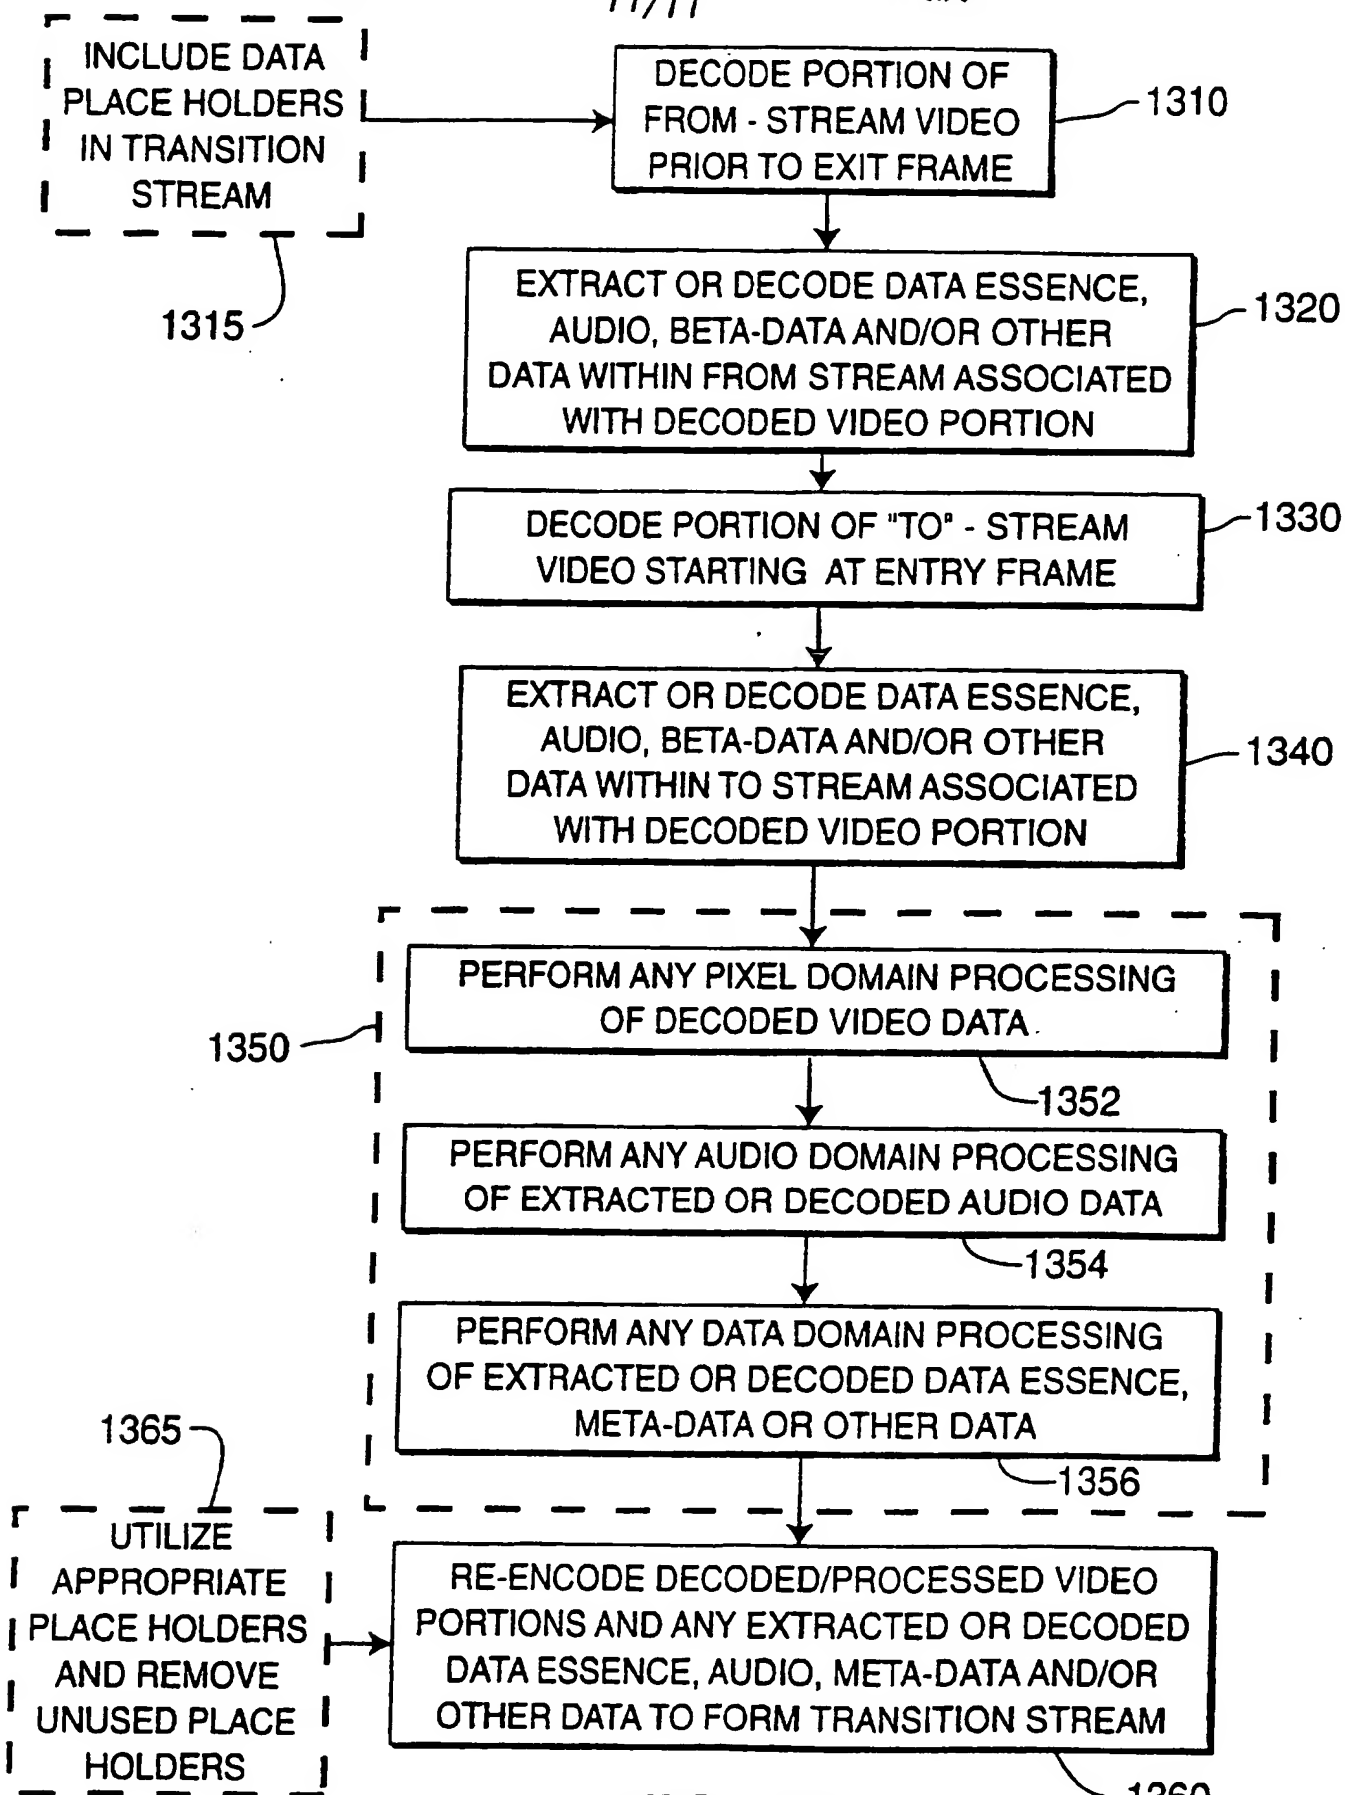 11/11
INCLUDE DATA
PLACE HOLDERS
IN TRANSITION
STREAM
1315
DECODE PORTION OF
FROM - STREAM VIDEO
PRIOR TO EXIT FRAME
1310
EXTRACT OR DECODE DATA ESSENCE,
AUDIO, BETA-DATA AND/OR OTHER
DATA WITHIN FROM STREAM ASSOCIATED
WITH DECODED VIDEO PORTION
1320
DECODE PORTION OF "TO" - STREAM
VIDEO STARTING AT ENTRY FRAME
1330
EXTRACT OR DECODE DATA ESSENCE,
AUDIO, BETA-DATA AND/OR OTHER
DATA WITHIN TO STREAM ASSOCIATED
WITH DECODED VIDEO PORTION
1340
1350
PERFORM ANY PIXEL DOMAIN PROCESSING
OF DECODED VIDEO DATA
1352
PERFORM ANY AUDIO DOMAIN PROCESSING
OF EXTRACTED OR DECODED AUDIO DATA
1354
PERFORM ANY DATA DOMAIN PROCESSING
OF EXTRACTED OR DECODED DATA ESSENCE,
META-DATA OR OTHER DATA
1356
1365
UTILIZE
APPROPRIATE
PLACE HOLDERS
AND REMOVE
UNUSED PLACE
HOLDERS
RE-ENCODE DECODED/PROCESSED VIDEO
PORTIONS AND ANY EXTRACTED OR DECODED
DATA ESSENCE, AUDIO, META-DATA AND/OR
OTHER DATA TO FORM TRANSITION STREAM
1360